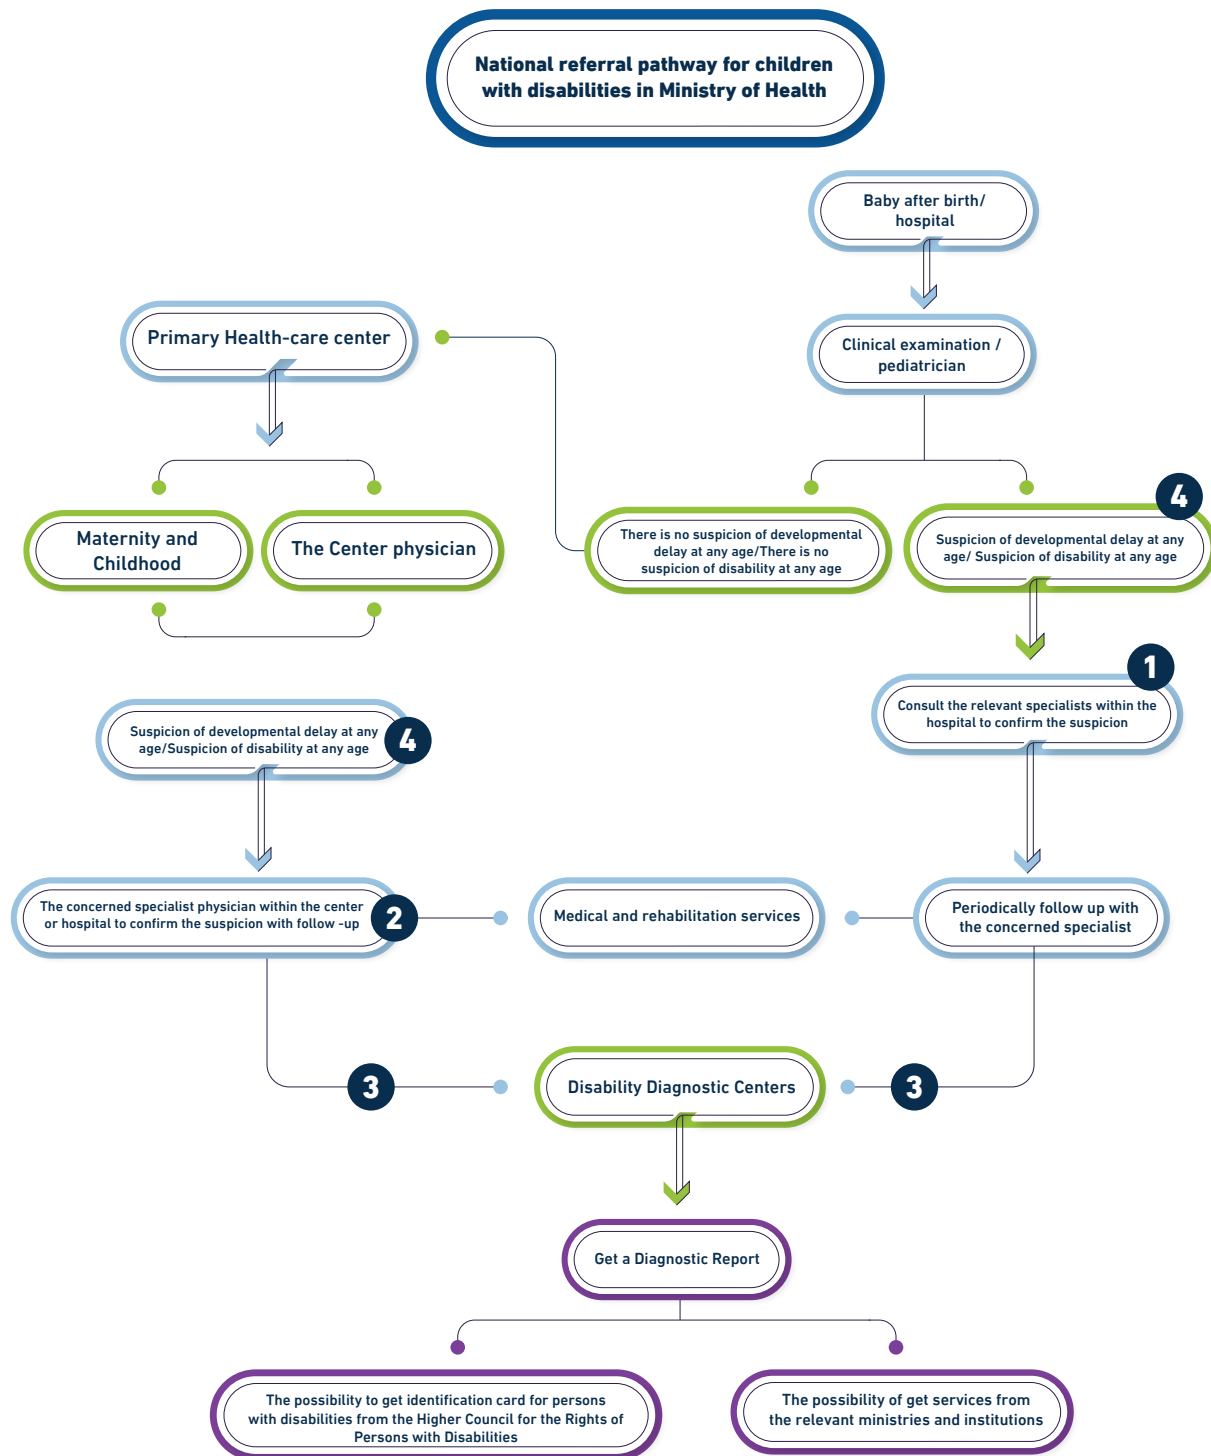 National referral pathway for children
with disabilities in Ministry of Health
Baby after birth/
hospital
Primary Health-care center
Clinical examination /
pediatrician
4
Maternity and
Childhood
The Center physician
There is no suspicion of developmental
delay at any age/There is no
suspicion of disability at any age
Suspicion of developmental delay at any
age/ Suspicion of disability at any age
1
Consult the relevant specialists within the
hospital to confirm the suspicion
Suspicion of developmental delay at any
age/Suspicion of disability at any age
4
The concerned specialist physician within the center
or hospital to confirm the suspicion with follow -up
2
Medical and rehabilitation services
Periodically follow up with
the concerned specialist
3
Disability Diagnostic Centers
3
Get a Diagnostic Report
The possibility to get identification card for persons
with disabilities from the Higher Council for the Rights of
Persons with Disabilities
The possibility of get services from
the relevant ministries and institutions